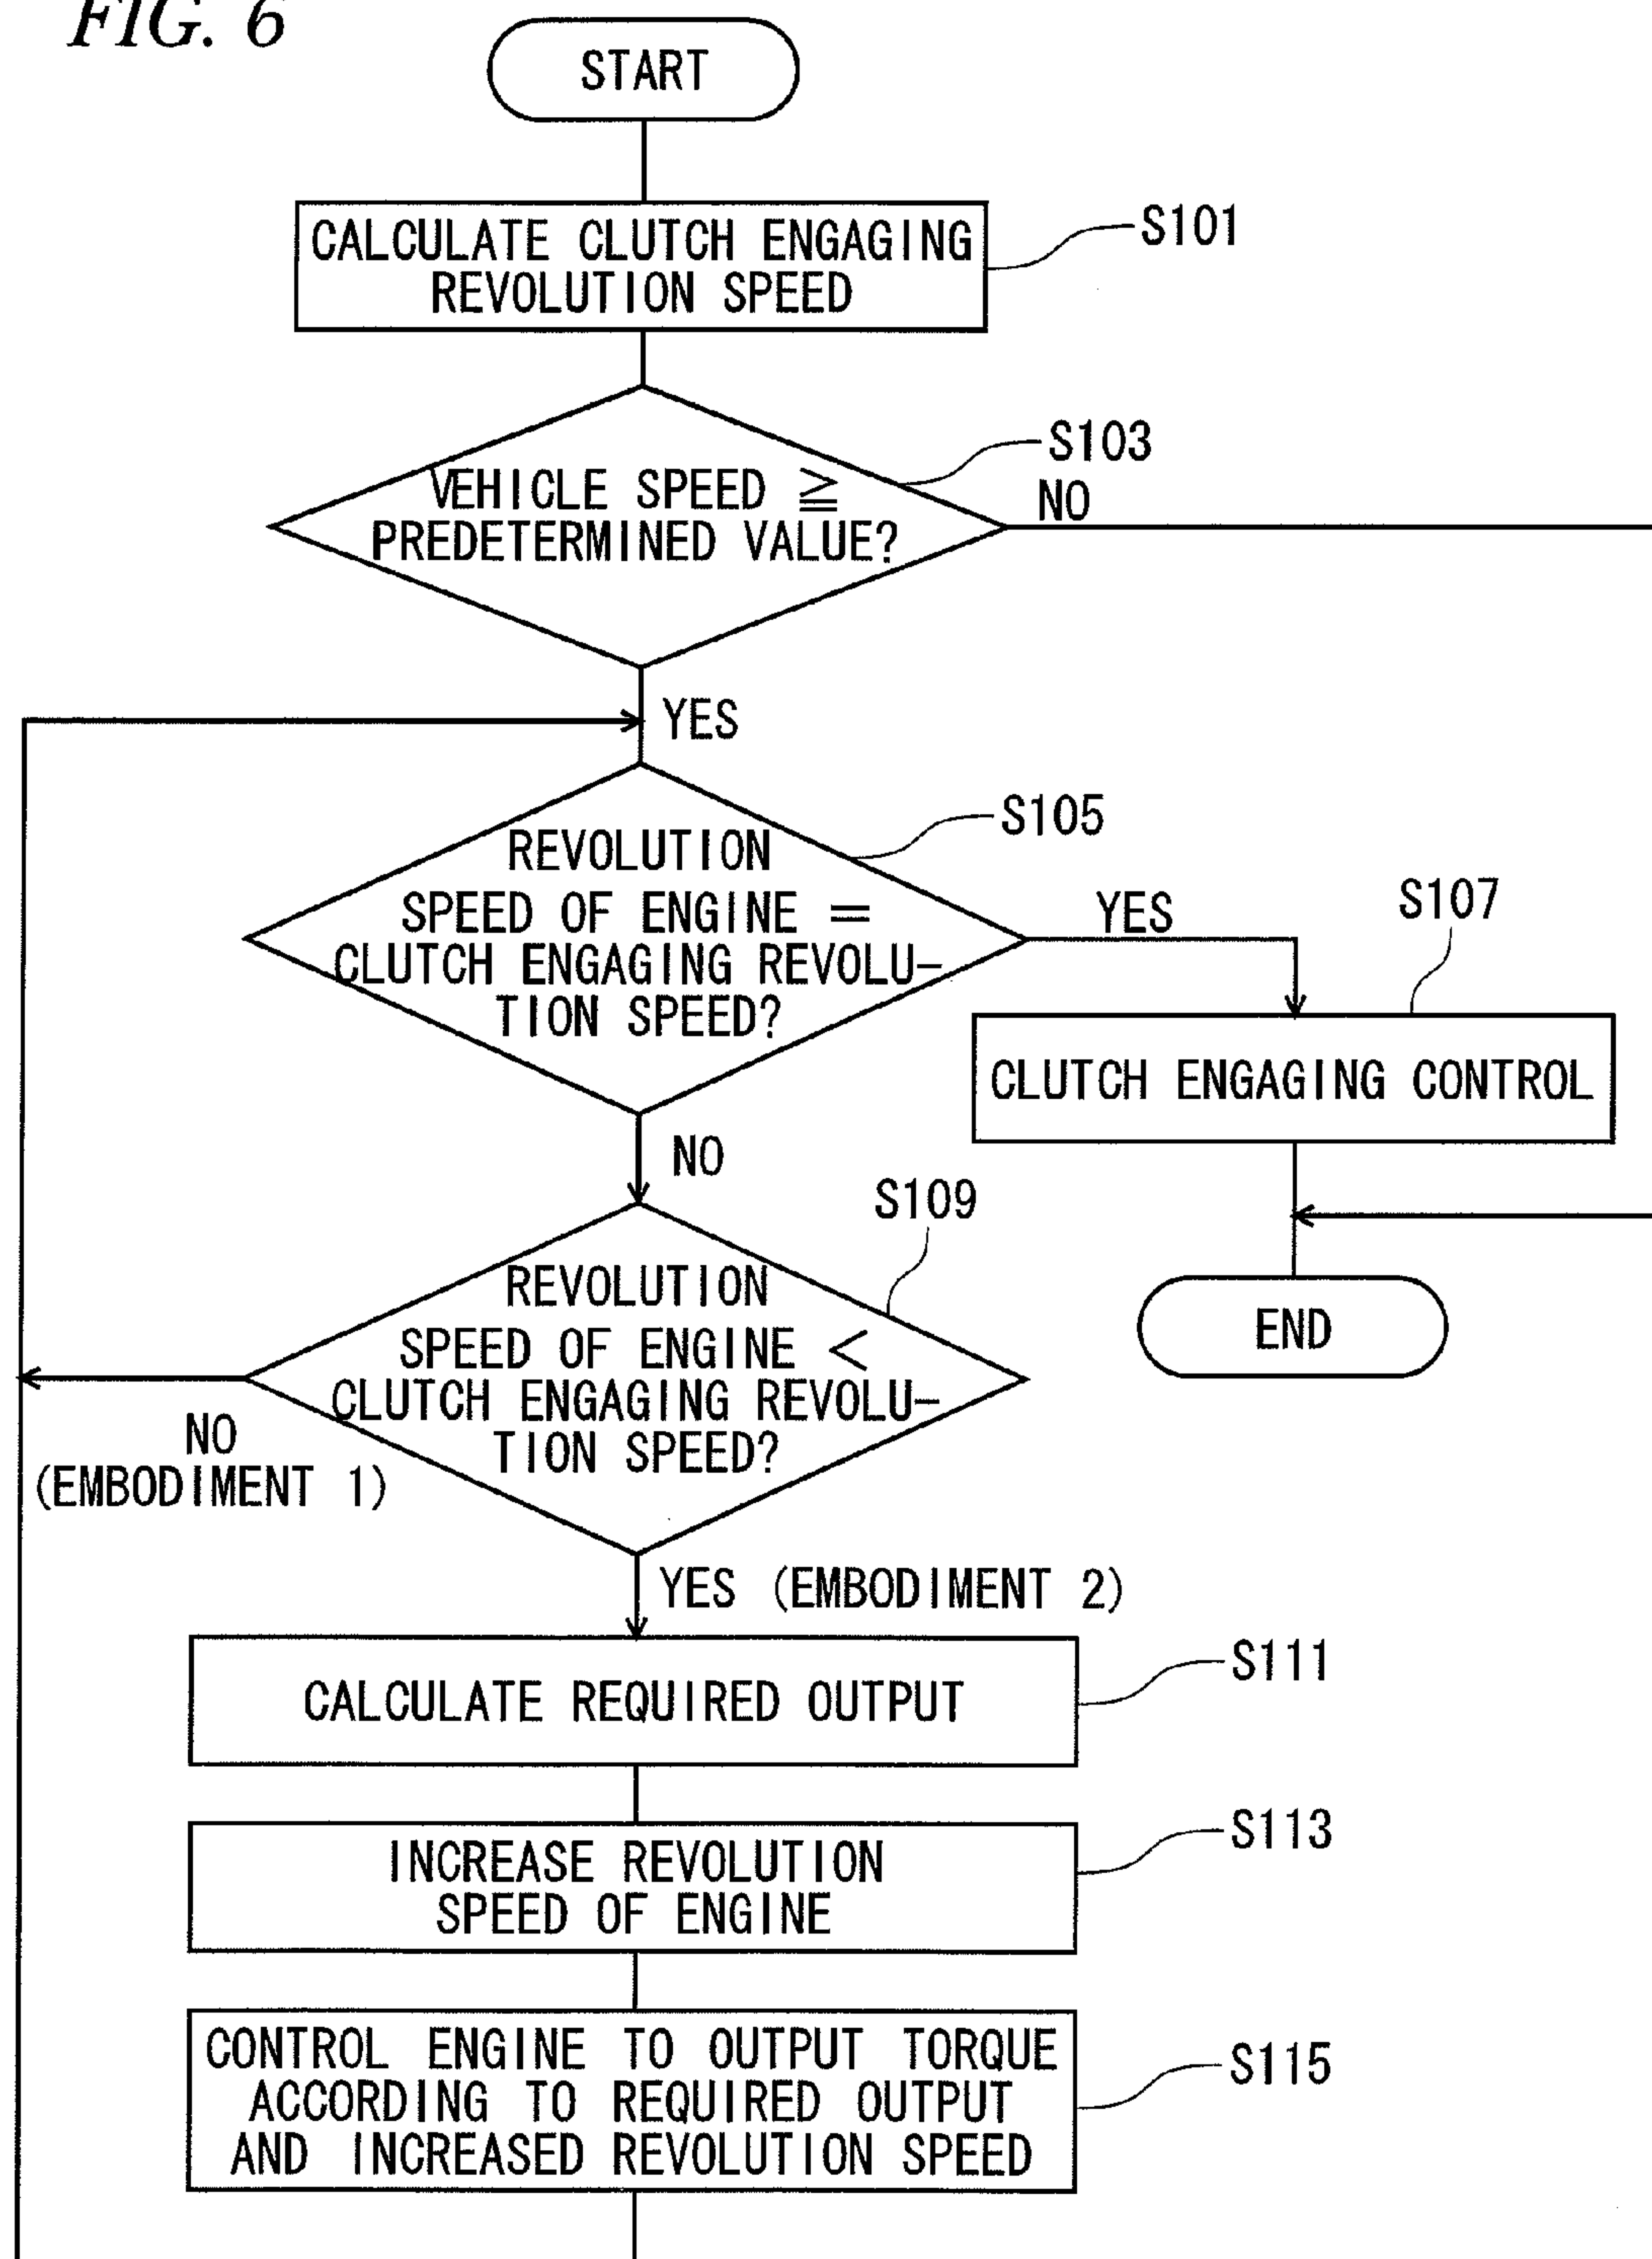 FIG. 6
START
CALCULATE CLUTCH ENGAGING
REVOLUTION SPEED
S101
VEHICLE SPEED ≧
PREDETERMINED VALUE?
S103
NO
YES
REVOLUTION
SPEED OF ENGINE =
CLUTCH ENGAGING REVOLU-
TION SPEED?
S105
YES
S107
CLUTCH ENGAGING CONTROL
NO
S109
REVOLUTION
SPEED OF ENGINE <
CLUTCH ENGAGING REVOLU-
TION SPEED?
END
NO
(EMBODIMENT 1)
YES (EMBODIMENT 2)
CALCULATE REQUIRED OUTPUT
S111
INCREASE REVOLUTION
SPEED OF ENGINE
S113
CONTROL ENGINE TO OUTPUT TORQUE
ACCORDING TO REQUIRED OUTPUT
AND INCREASED REVOLUTION SPEED
S115